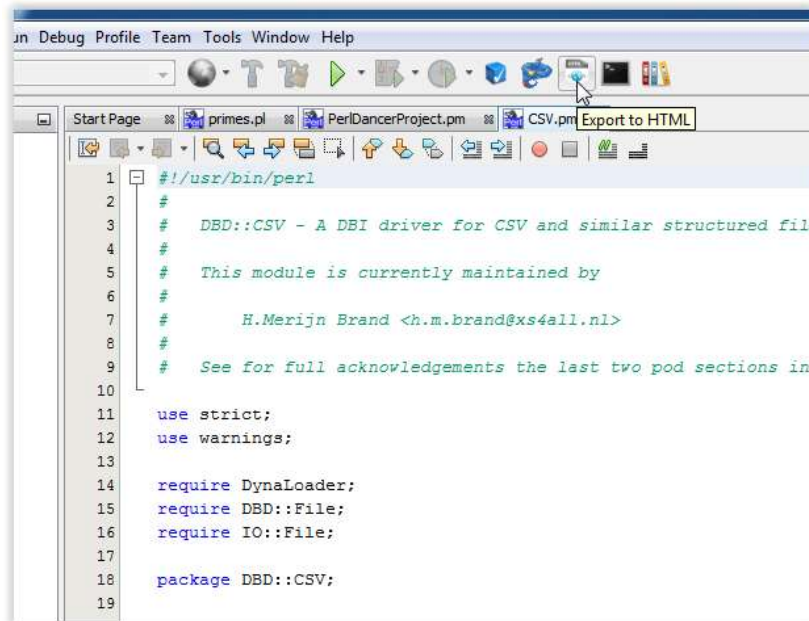 un Debug Profile Team Tools Window Help
Start Page primes.pl PerlDancerProject.pm CSV.pm
Export to HTML
1 #!/usr/bin/perl
2 #
3 # DBD::CSV - A DBI driver for CSV and similar structured fil
4 #
5 # This module is currently maintained by
6 #
7 # H.Merijn Brand <h.m.brand@xs4all.nl>
8 #
9 # See for full acknowledgements the last two pod sections in
10
11 use strict;
12 use warnings;
13
14 require DynaLoader;
15 require DBD::File;
16 require IO::File;
17
18 package DBD::CSV;
19